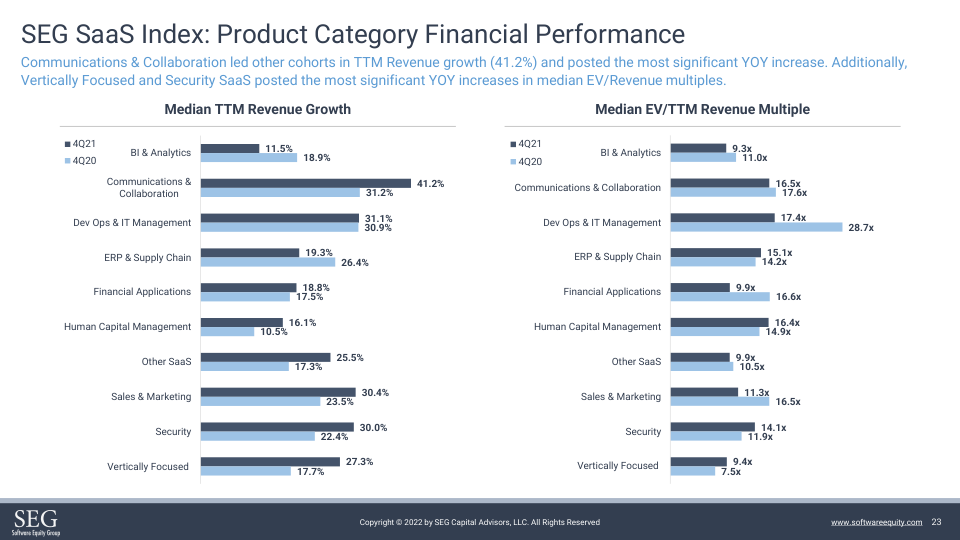 SEG SaaS Index: Product Category Financial Performance
Communications & Collaboration led other cohorts in TTM Revenue growth (41.2%) and posted the most significant YOY increase. Additionally,
Vertically Focused and Security SaaS posted the most significant YOY increases in median EV/Revenue multiples.
Median TTM Revenue Growth
4Q21
4Q20
BI & Analytics
11.5%
18.9%
Communications &
Collaboration
41.2%
31.2%
Dev Ops & IT Management
31.1%
30.9%
ERP & Supply Chain
19.3%
26.4%
Financial Applications
18.8%
17.5%
Human Capital Management
16.1%
10.5%
Other SaaS
25.5%
17.3%
Sales & Marketing
30.4%
23.5%
Security
30.0%
22.4%
Vertically Focused
27.3%
17.7%
Median EV/TTM Revenue Multiple
4Q21
4Q20
BI & Analytics
9.3x
11.0x
Communications & Collaboration
16.5x
17.6x
Dev Ops & IT Management
17.4x
28.7x
ERP & Supply Chain
15.1x
14.2x
Financial Applications
9.9x
16.6x
Human Capital Management
16.4x
14.9x
Other SaaS
9.9x
10.5x
Sales & Marketing
11.3x
16.5x
Security
14.1x
11.9x
Vertically Focused
9.4x
7.5x
SEG
Software Equity Group
Copyright © 2022 by SEG Capital Advisors, LLC. All Rights Reserved
www.softwareequity.com 23